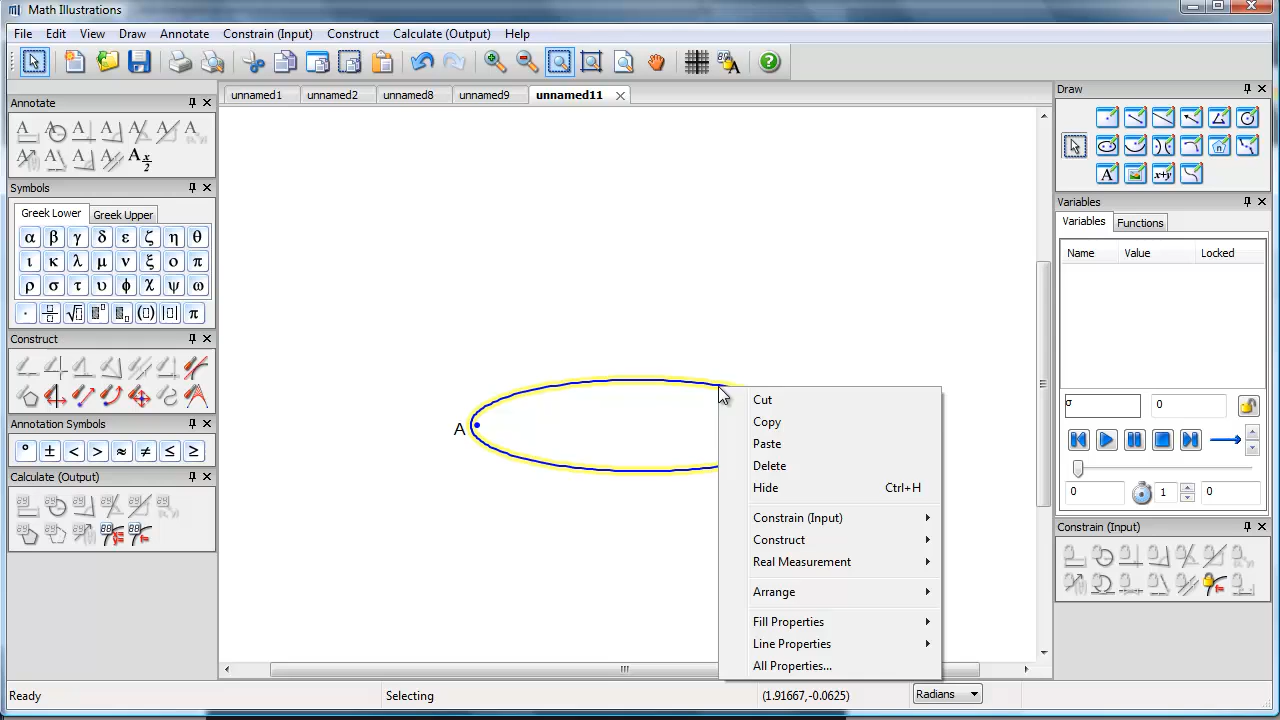 Math Illustrations
File Edit View Draw Annotate Constrain (Input) Construct Calculate (Output) Help
unnamed1 unnamed2 unnamed8 unnamed9 unnamed11
Annotate
Symbols
Greek Lower Greek Upper
α β γ δ ε ζ η θ
ι κ λ μ ν ξ ο π
ρ σ τ υ φ χ ψ ω
π
Construct
Annotation Symbols
° ± < > ≈ ≠ ≤ ≥
Calculate (Output)
A
Cut
Copy
Paste
Delete
Hide Ctrl+H
Constrain (Input)
Construct
Real Measurement
Arrange
Fill Properties
Line Properties
All Properties...
Draw
Variables
Variables Functions
Name Value Locked
σ 0
0 1 0
Constrain (Input)
Ready Selecting (1.91667,-0.0625) Radians